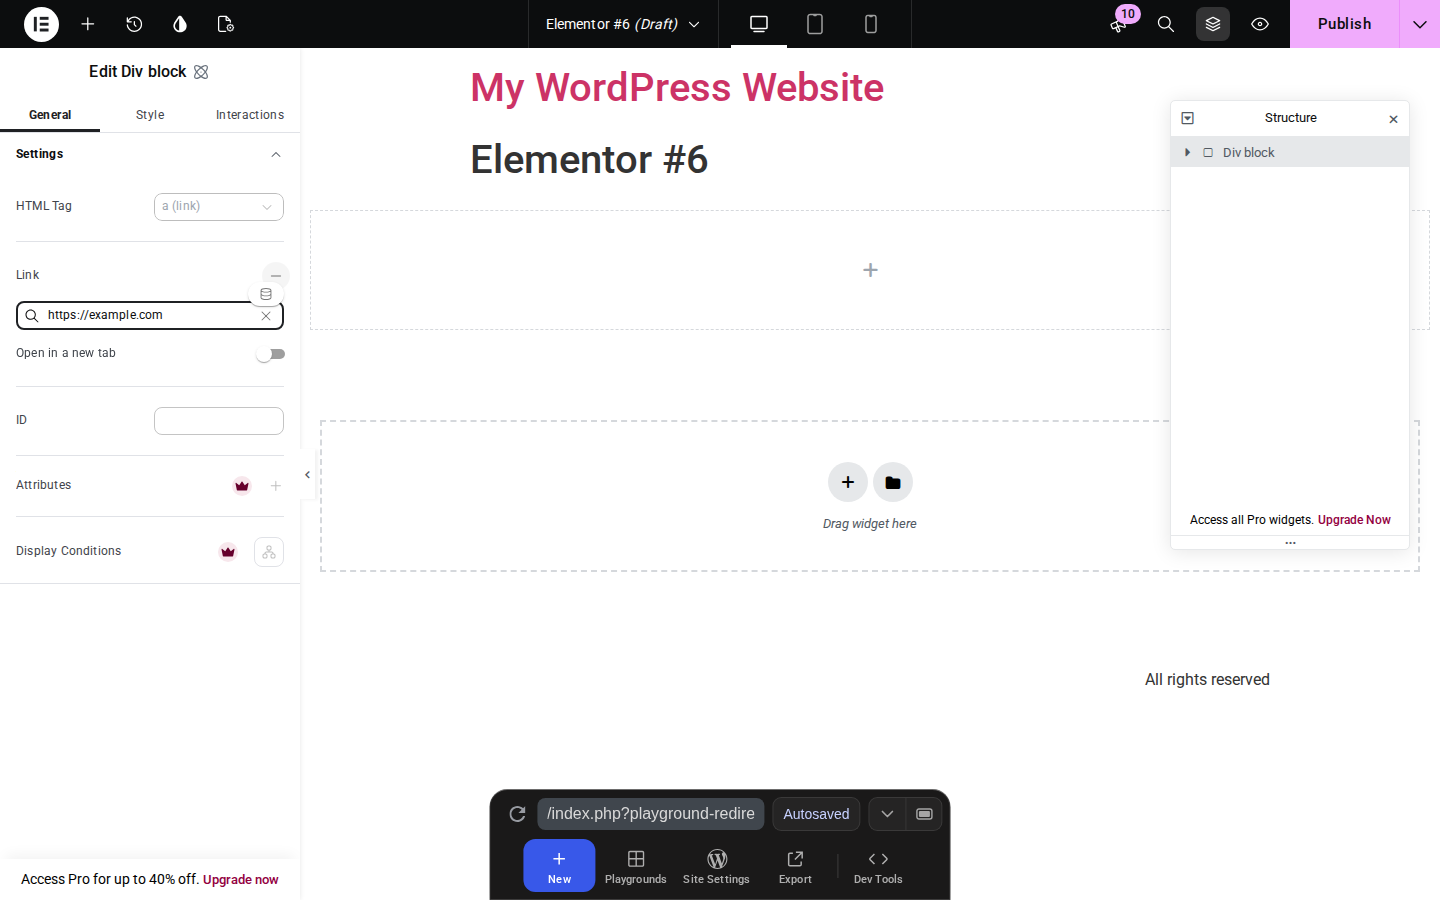 Elementor #6 (Draft)
10
Publish
Edit Div block
General
Style
Interactions
Settings
HTML Tag
a (link)
Link
https://example.com
Open in a new tab
ID
Attributes
Display Conditions
Access Pro for up to 40% off. Upgrade now
My WordPress Website
Elementor #6
Drag widget here
All rights reserved
Structure
Div block
Access all Pro widgets. Upgrade Now
/index.php?playground-redire
Autosaved
New
Playgrounds
Site Settings
Export
Dev Tools